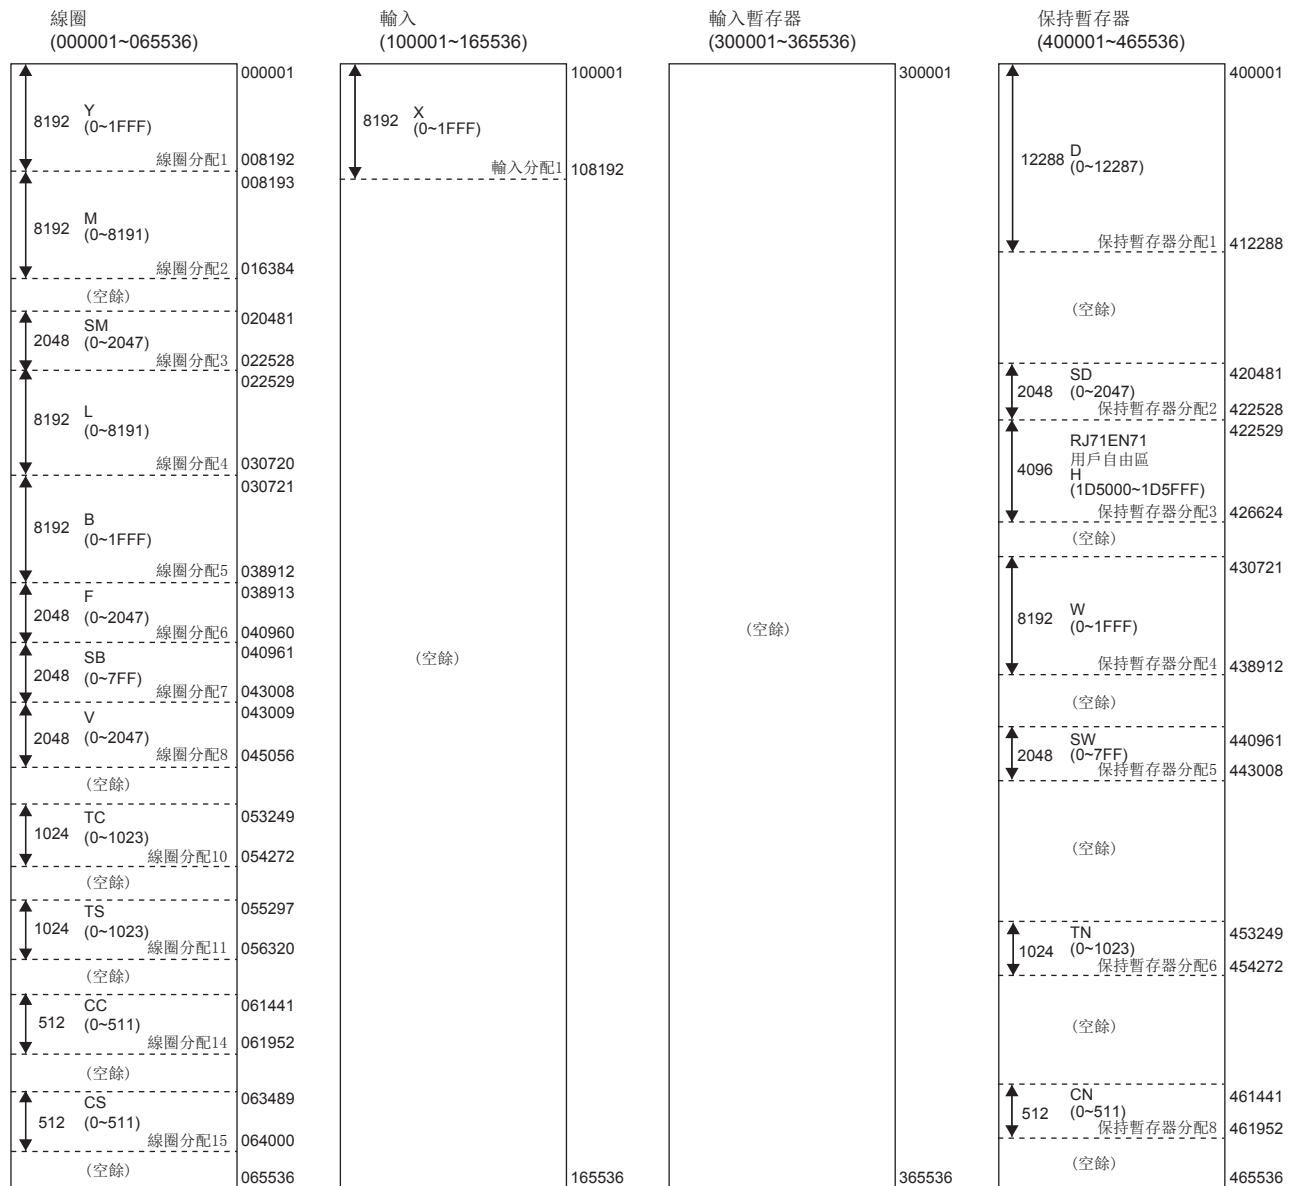 線圈
(000001~065536)
000001
8192
Y
(0~1FFF)
線圈分配1
008192
008193
8192
M
(0~8191)
線圈分配2
016384
(空餘)
020481
SM
2048
(0~2047)
線圈分配3
022528
022529
8192
L
(0~8191)
線圈分配4
030720
030721
8192
B
(0~1FFF)
線圈分配5
038912
038913
F
2048
(0~2047)
線圈分配6
040960
040961
SB
2048
(0~7FF)
線圈分配7
043008
043009
V
2048
(0~2047)
線圈分配8
045056
(空餘)
053249
TC
1024
(0~1023)
線圈分配10
054272
(空餘)
055297
TS
1024
(0~1023)
線圈分配11
056320
(空餘)
061441
CC
512
(0~511)
線圈分配14
061952
(空餘)
063489
CS
512
(0~511)
線圈分配15
064000
(空餘)
065536
輸入
(100001~165536)
100001
8192
X
(0~1FFF)
輸入分配1
108192
(空餘)
165536
輸入暫存器
(300001~365536)
300001
(空餘)
365536
保持暫存器
(400001~465536)
400001
12288
D
(0~12287)
保持暫存器分配1
412288
(空餘)
420481
SD
2048
(0~2047)
保持暫存器分配2
422528
422529
RJ71EN71
用戶自由區
4096
H
(1D5000~1D5FFF)
保持暫存器分配3
426624
(空餘)
430721
8192
W
(0~1FFF)
保持暫存器分配4
438912
(空餘)
440961
SW
2048
(0~7FF)
保持暫存器分配5
443008
(空餘)
453249
TN
1024
(0~1023)
保持暫存器分配6
454272
(空餘)
461441
CN
512
(0~511)
保持暫存器分配8
461952
(空餘)
465536